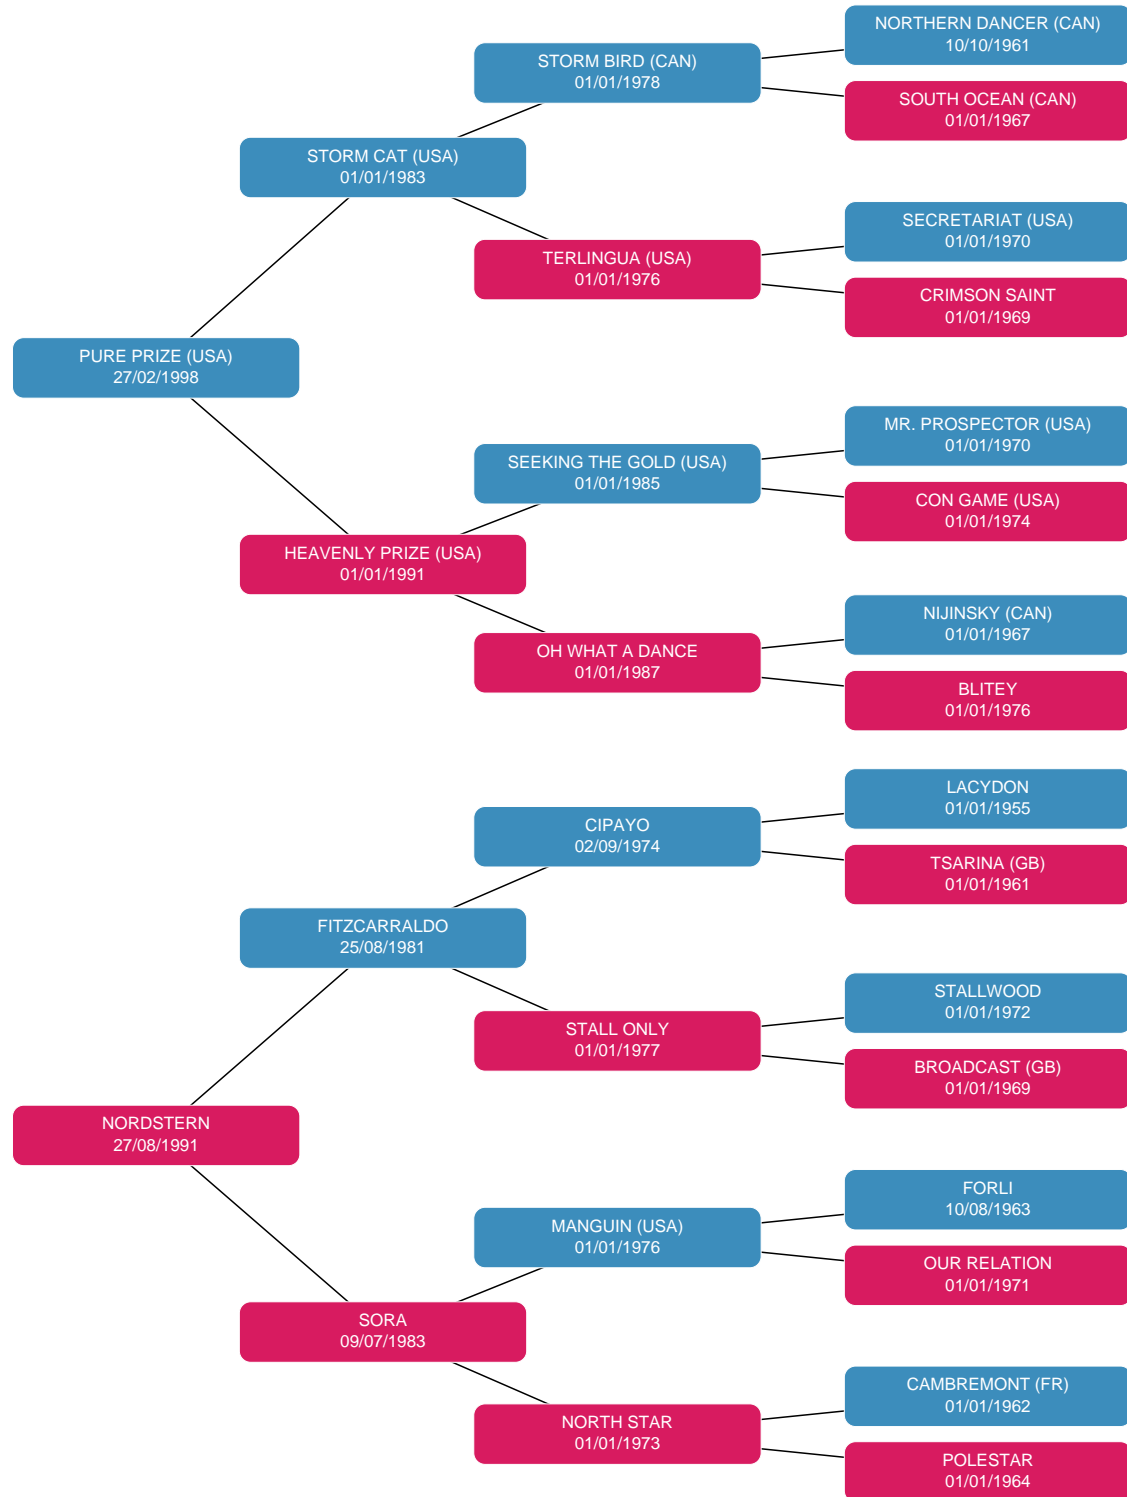 NORTHERN DANCER (CAN)
10/10/1961
STORM BIRD (CAN)
01/01/1978
SOUTH OCEAN (CAN)
01/01/1967
STORM CAT (USA)
01/01/1983
SECRETARIAT (USA)
01/01/1970
TERLINGUA (USA)
01/01/1976
CRIMSON SAINT
01/01/1969
PURE PRIZE (USA)
27/02/1998
MR. PROSPECTOR (USA)
01/01/1970
SEEKING THE GOLD (USA)
01/01/1985
CON GAME (USA)
01/01/1974
HEAVENLY PRIZE (USA)
01/01/1991
NIJINSKY (CAN)
01/01/1967
OH WHAT A DANCE
01/01/1987
BLITEY
01/01/1976
LACYDON
01/01/1955
CIPAYO
02/09/1974
TSARINA (GB)
01/01/1961
FITZCARRALDO
25/08/1981
STALLWOOD
01/01/1972
STALL ONLY
01/01/1977
BROADCAST (GB)
01/01/1969
NORDSTERN
27/08/1991
FORLI
10/08/1963
MANGUIN (USA)
01/01/1976
OUR RELATION
01/01/1971
SORA
09/07/1983
CAMBREMONT (FR)
01/01/1962
NORTH STAR
01/01/1973
POLESTAR
01/01/1964